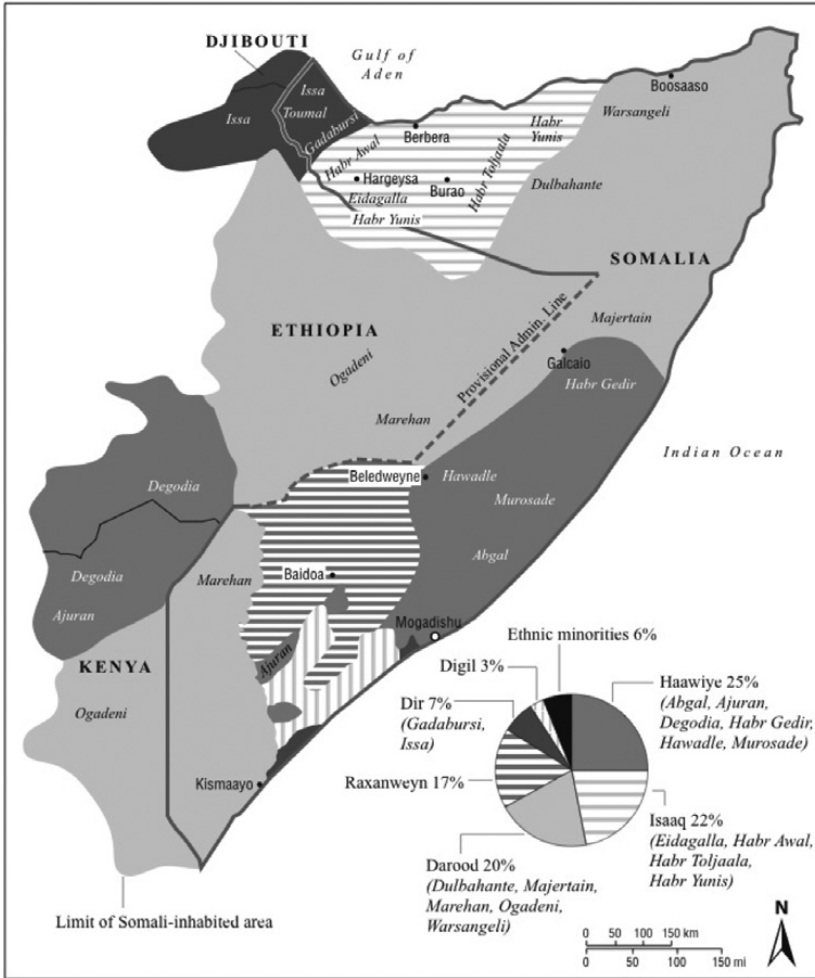 DJIBOUTI
Gulf of
Aden
Issa
Toumal
Issa
Gadabursi
Boosaaso
Warsangeli
Berbera
Habr
Yunis
Habr Awal
Habr Toljaala
Hargeysa
Burao
Eidagalla
Dulbahante
Habr Yunis
SOMALIA
ETHIOPIA
Provisional Admin. Line
Majertain
Ogadeni
Galcaio
Habr Gedir
Marehan
Indian Ocean
Beledweyne
Hawadle
Degodia
Murosade
Abgal
Marehan
Baidoa
Degodia
Ajuran
Mogadishu
Ajuran
KENYA
Ogadeni
Kismaayo
Ethnic minorities 6%
Digil 3%
Haawiye 25%
(Abgal, Ajuran,
Degodia, Habr Gedir,
Hawadle, Murosade)
Dir 7%
(Gadabursi,
Issa)
Raxanweyn 17%
Isaaq 22%
(Eidagalla, Habr Awal,
Habr Toljaala,
Habr Yunis)
Darood 20%
(Dulbahante, Majertain,
Marehan, Ogadeni,
Warsangeli)
Limit of Somali-inhabited area
N
0 50 100 150 km
0 50 100 150 mi